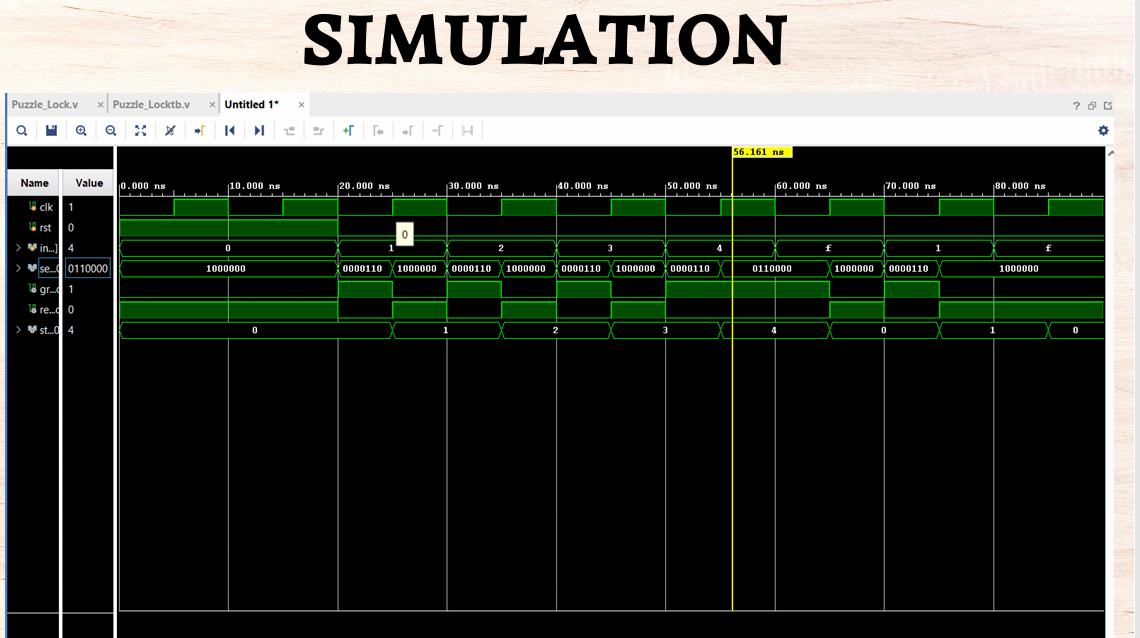 SIMULATION
Puzzle_Lock.v × Puzzle_Locktb.v × Untitled 1* ×
56.161 ns
Name Value 0.000 ns 10.000 ns 20.000 ns 30.000 ns 40.000 ns 50.000 ns 60.000 ns 70.000 ns 80.000 ns
clk 1
rst 0 0
in...] 4 0 1 2 3 4 f 1 f
se...0 0110000 1000000 0000110 1000000 0000110 1000000 0000110 1000000 0000110 0110000 1000000 0000110 1000000
gr... 1
re... 0
st...0 4 0 1 2 3 4 0 1 0